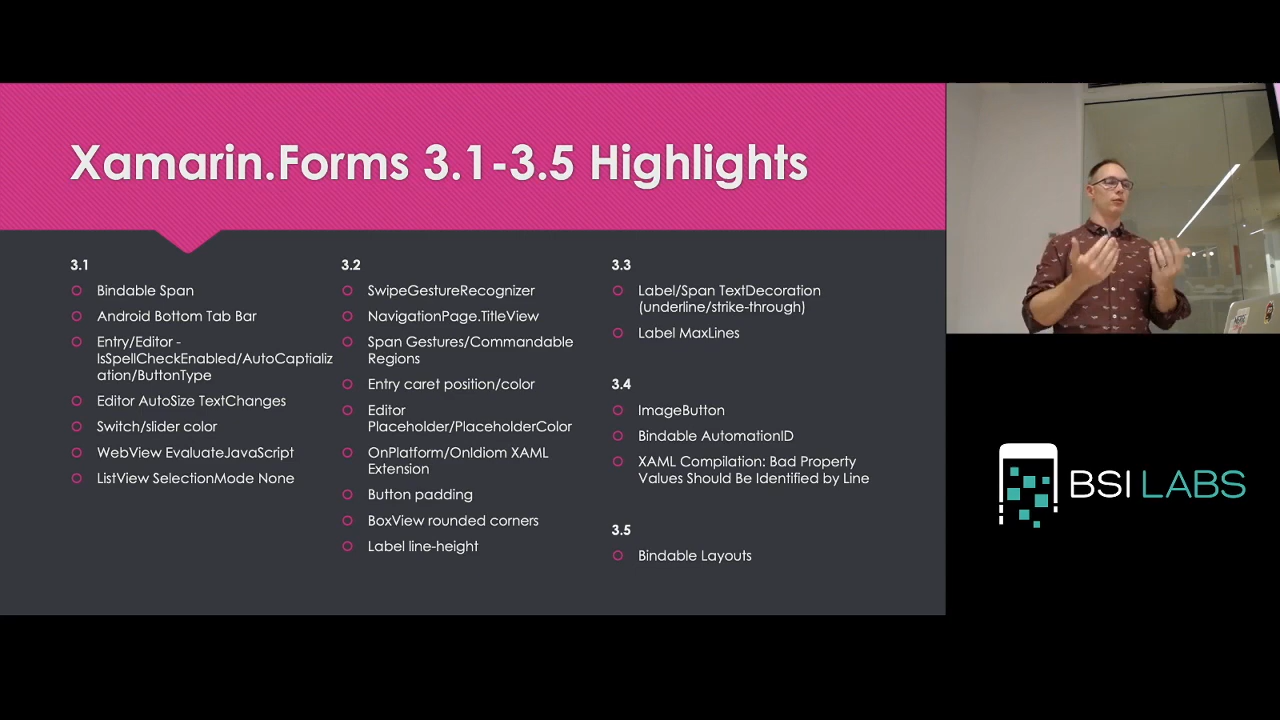 Xamarin.Forms 3.1-3.5 Highlights
3.1
Bindable Span
Android Bottom Tab Bar
Entry/Editor -
IsSpellCheckEnabled/AutoCaptializ
ation/ButtonType
Editor AutoSize TextChanges
Switch/slider color
WebView EvaluateJavaScript
ListView SelectionMode None
3.2
SwipeGestureRecognizer
NavigationPage.TitleView
Span Gestures/Commandable
Regions
Entry caret position/color
Editor
Placeholder/PlaceholderColor
OnPlatform/OnIdiom XAML
Extension
Button padding
BoxView rounded corners
Label line-height
3.3
Label/Span TextDecoration
(underline/strike-through)
Label MaxLines
3.4
ImageButton
Bindable AutomationID
XAML Compilation: Bad Property
Values Should Be Identified by Line
3.5
Bindable Layouts
BSI LABS